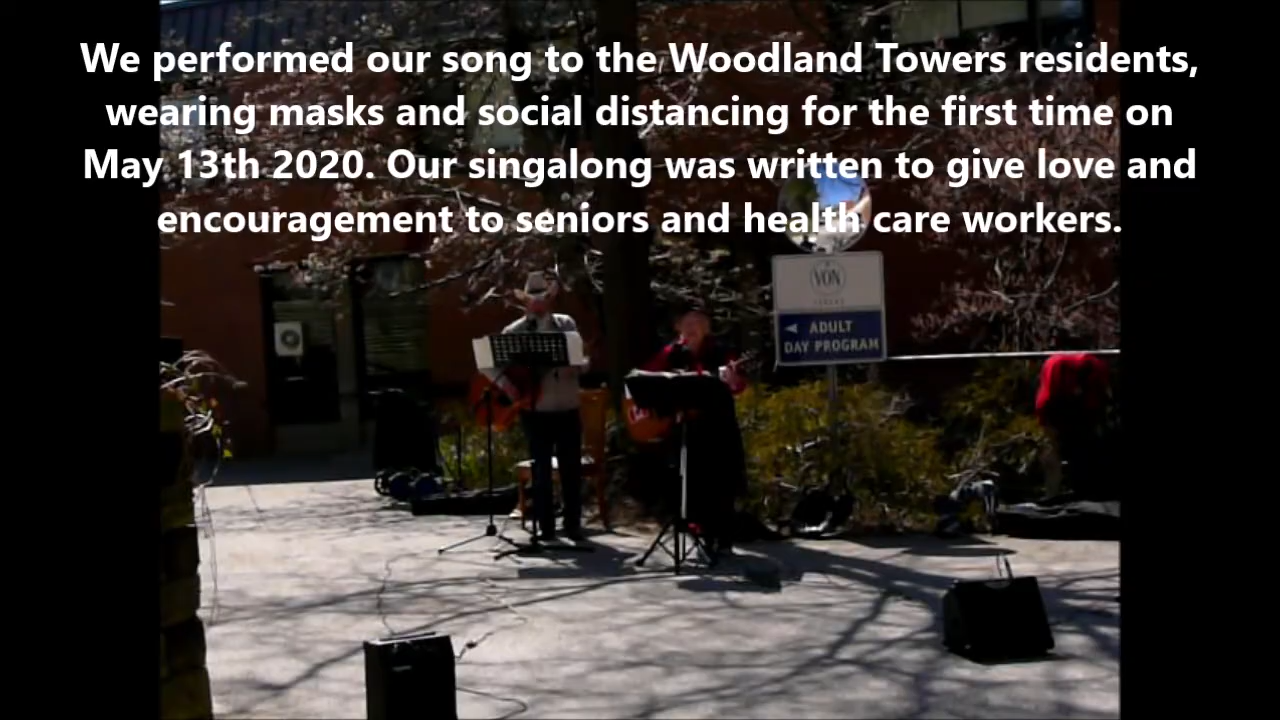 We performed our song to the Woodland Towers residents,
wearing masks and social distancing for the first time on
May 13th 2020. Our singalong was written to give love and
encouragement to seniors and health care workers.
VON
ADULT
DAY PROGRAM